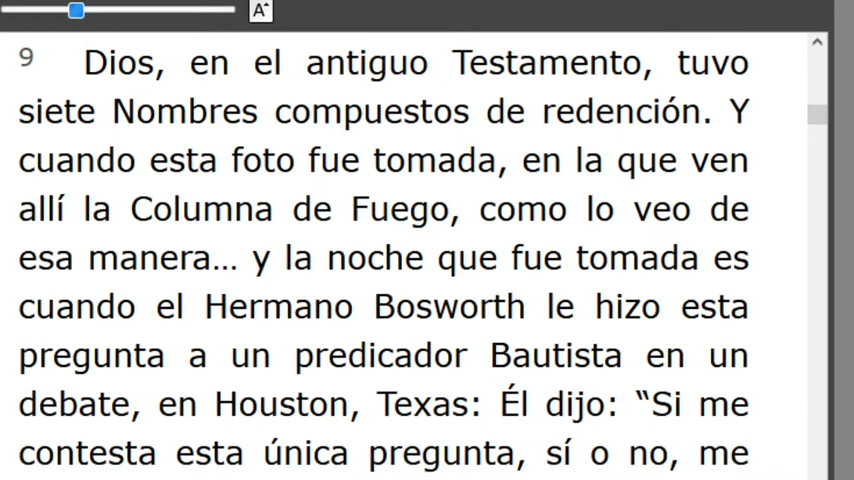 A
9 Dios, en el antiguo Testamento, tuvo
siete Nombres compuestos de redención. Y
cuando esta foto fue tomada, en la que ven
allí la Columna de Fuego, como lo veo de
esa manera... y la noche que fue tomada es
cuando el Hermano Bosworth le hizo esta
pregunta a un predicador Bautista en un
debate, en Houston, Texas: Él dijo: “Si me
contesta esta única pregunta, sí o no, me